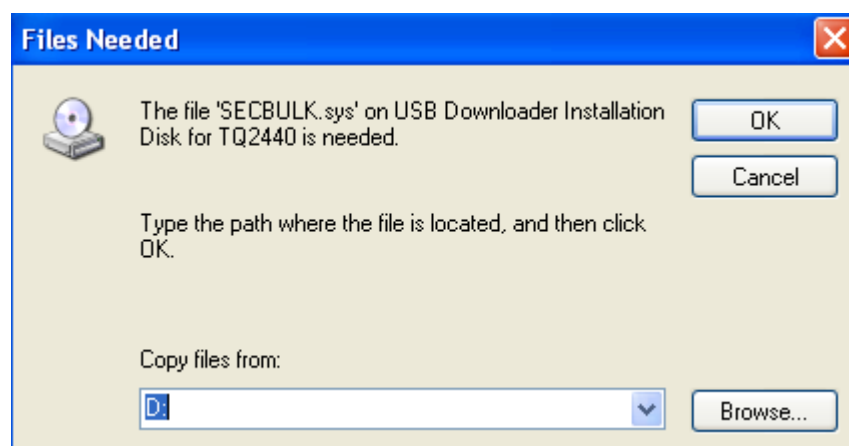 Files Needed
The file 'SECBULK.sys' on USB Downloader Installation
Disk for TQ2440 is needed.
OK
Cancel
Type the path where the file is located, and then click
OK.
Copy files from:
D:
Browse...